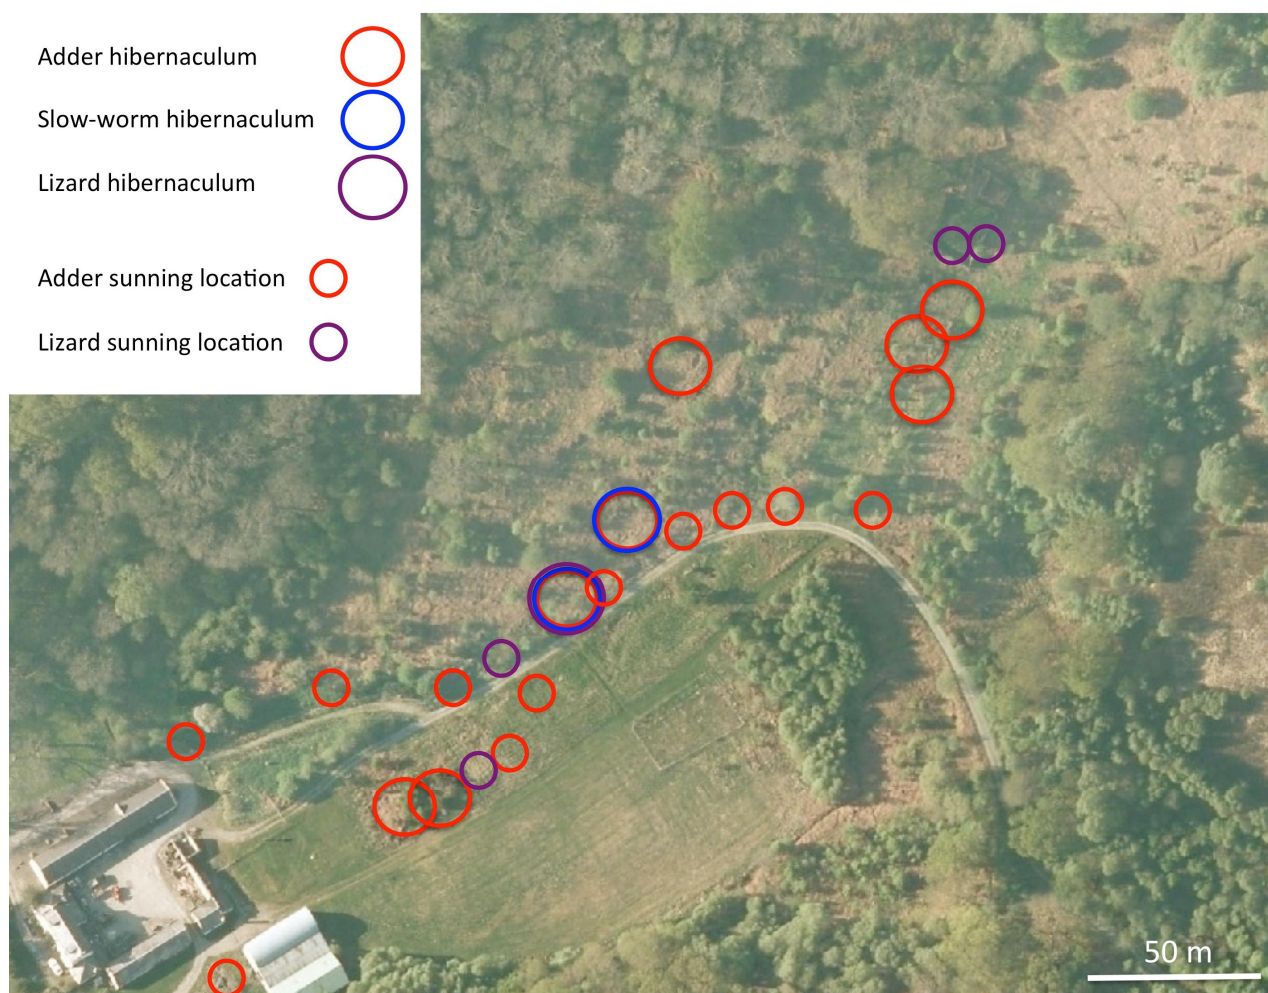 Adder hibernaculum
Slow-worm hibernaculum
Lizard hibernaculum
Adder sunning location
Lizard sunning location
50 m